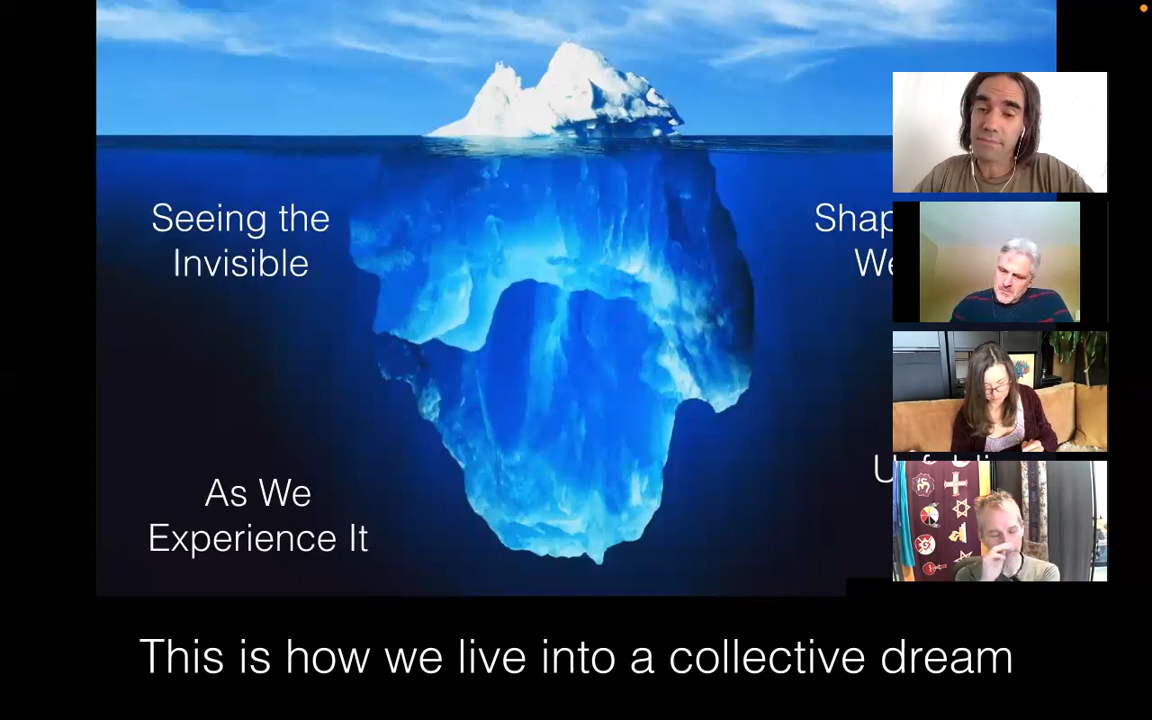 Seeing the
Invisible
As We
Experience It
This is how we live into a collective dream